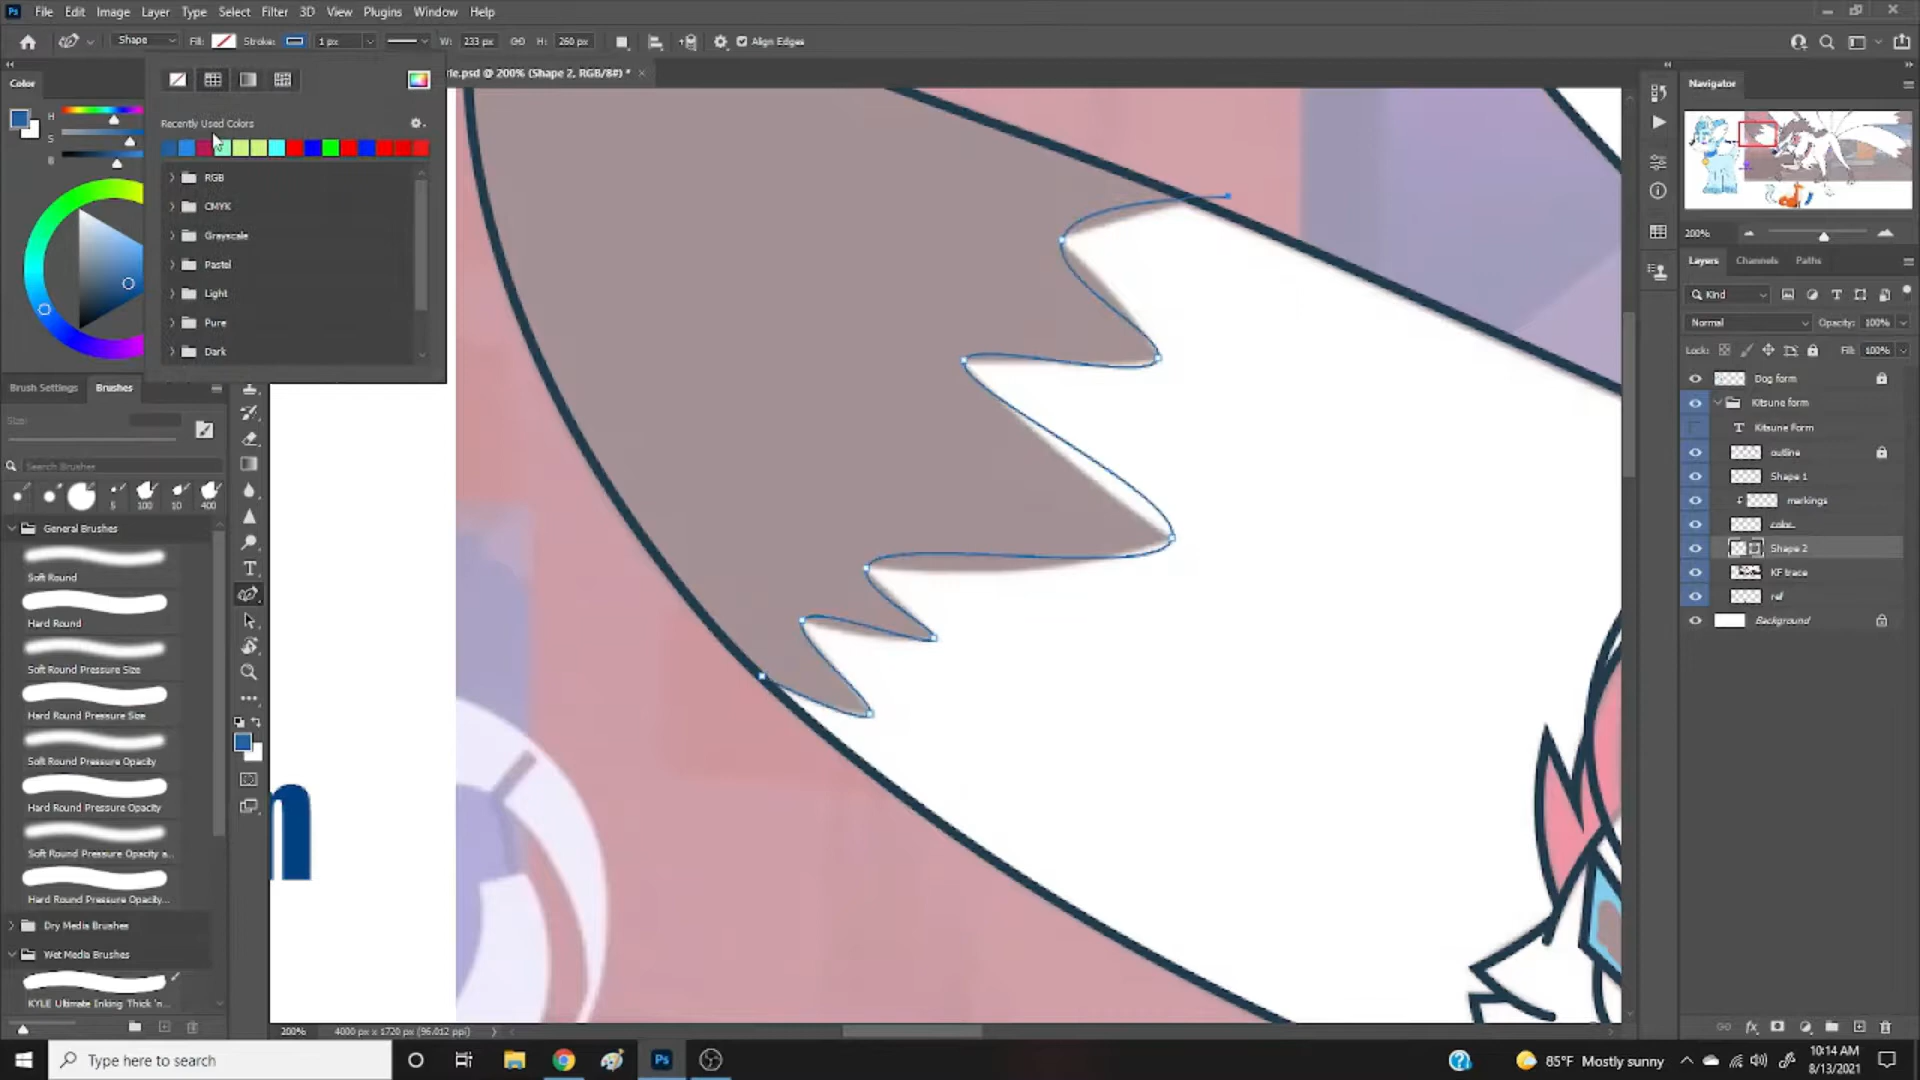 Ps File Edit Image Layer Type Select Filter 3D View Plugins Window Help
Shape Fill: Stroke: 1 px W: 233 px H: 260 px Align Edges
Color
rle.psd @ 200% (Shape 2, RGB/8#) * ×
Navigator
H
S
B
Recently Used Colors
RGB
CMYK
Grayscale
Pastel
Light
Pure
Dark
200%
Layers Channels Paths
Kind
Normal Opacity: 100%
Lock: Fill: 100%
Dog form
Kitsune form
T Kitsune Form
outline
Shape 1
markings
color
Shape 2
KF trace
ref
Background
Brush Settings Brushes
Size:
Search Brushes
5 100 10 400
General Brushes
Soft Round
Hard Round
Soft Round Pressure Size
Hard Round Pressure Size
Soft Round Pressure Opacity
Hard Round Pressure Opacity
Soft Round Pressure Opacity a...
Hard Round Pressure Opacity...
Dry Media Brushes
Wet Media Brushes
KYLE Ultimate Inking Thick 'n...
m
200% 4000 px x 1720 px (96.012 ppi)
Type here to search
Ps
85°F Mostly sunny
10:14 AM
8/13/2021